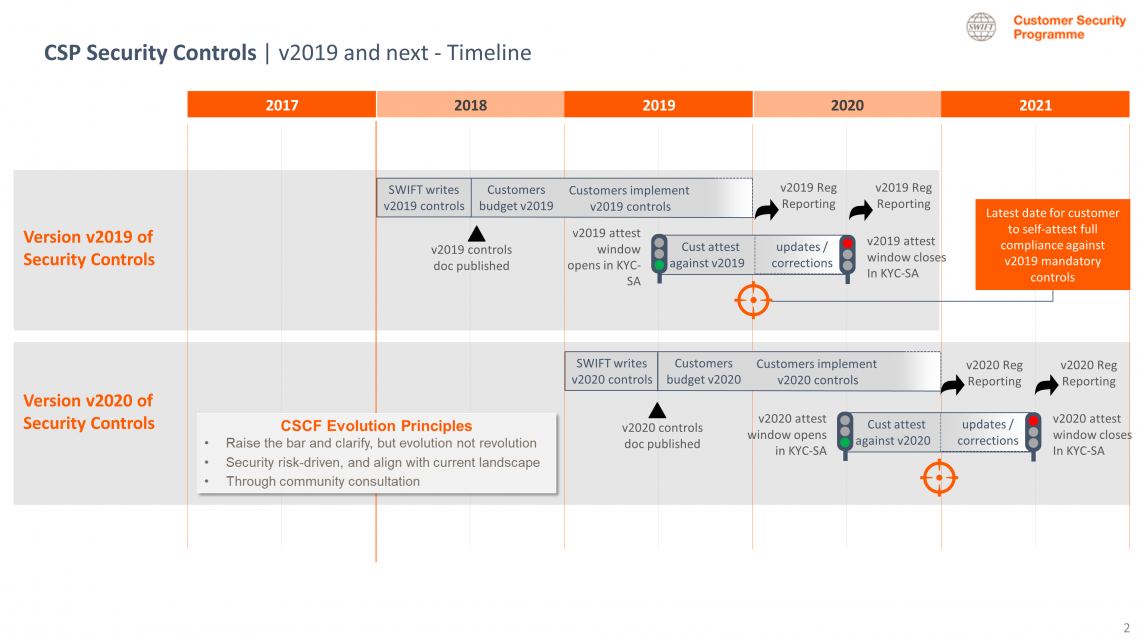 SWIFT
Customer Security
Programme
CSP Security Controls | v2019 and next - Timeline
2017
2018
2019
2020
2021
Version v2019 of
Security Controls
SWIFT writes
v2019 controls
Customers
budget v2019
Customers implement
v2019 controls
v2019 Reg
Reporting
v2019 Reg
Reporting
v2019 controls
doc published
v2019 attest
window
opens in KYC-
SA
Cust attest
against v2019
updates /
corrections
v2019 attest
window closes
In KYC-SA
Latest date for customer
to self-attest full
compliance against
v2019 mandatory
controls
Version v2020 of
Security Controls
SWIFT writes
v2020 controls
Customers
budget v2020
Customers implement
v2020 controls
v2020 Reg
Reporting
v2020 Reg
Reporting
v2020 controls
doc published
v2020 attest
window opens
in KYC-SA
Cust attest
against v2020
updates /
corrections
v2020 attest
window closes
In KYC-SA
CSCF Evolution Principles
• Raise the bar and clarify, but evolution not revolution
• Security risk-driven, and align with current landscape
• Through community consultation
2